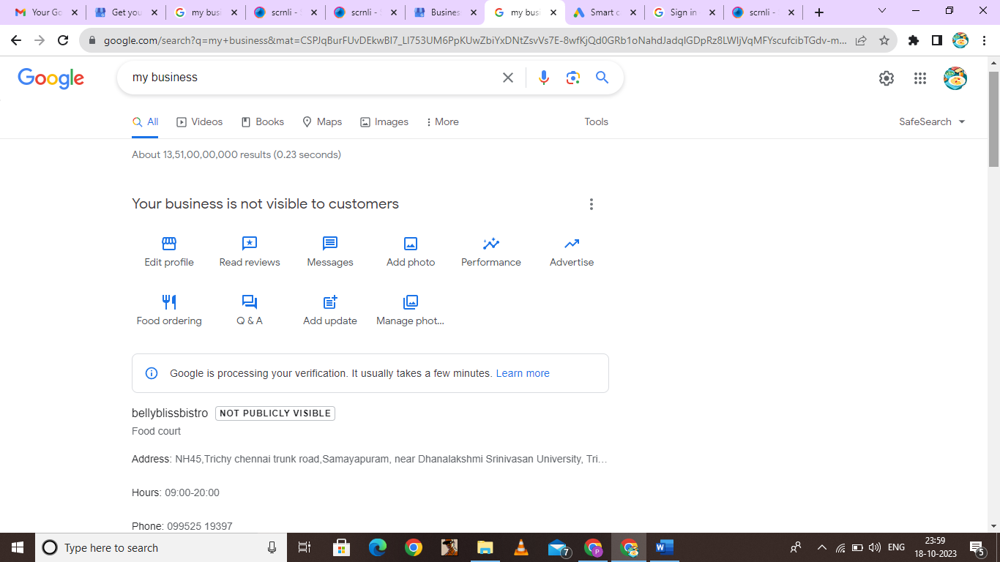 Your Go
Get you
my busi
scrnli - S
scrnli - S
Business
my busi
Smart c
Sign in
scrnli -
google.com/search?q=my+business&mat=CSPJqBurFUvDEkwBI7_LI753UM6PpKUwZbiYxDNtZsvVs7E-8wfKjQd0GRb1oNahdJadqIGDpRz8LWIjVqMFYscufcibTGdv-m...
Google
my business
All
Videos
Books
Maps
Images
More
Tools
SafeSearch
About 13,51,00,00,000 results (0.23 seconds)
Your business is not visible to customers
Edit profile
Read reviews
Messages
Add photo
Performance
Advertise
Food ordering
Q & A
Add update
Manage phot...
Google is processing your verification. It usually takes a few minutes. Learn more
bellyblissbistro NOT PUBLICLY VISIBLE
Food court
Address: NH45,Trichy chennai trunk road,Samayapuram, near Dhanalakshmi Srinivasan University, Tri...
Hours: 09:00-20:00
Phone: 099525 19397
Type here to search
7
P
W
ENG
23:59
18-10-2023
5